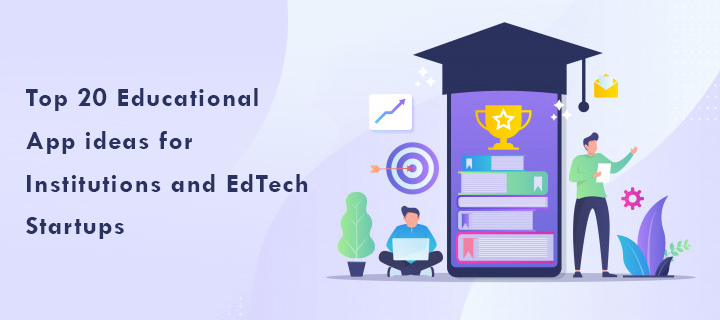 Top 20 Educational
App ideas for
Institutions and EdTech
Startups